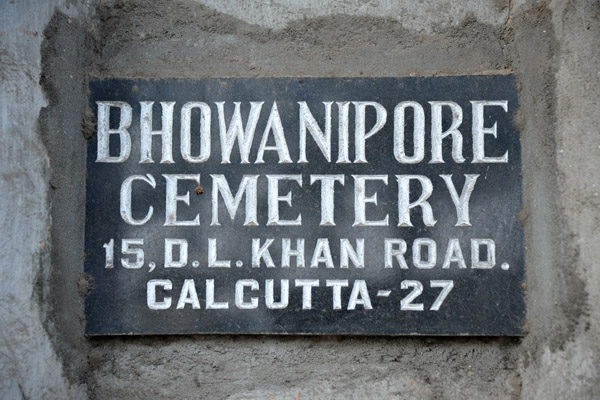 BHOWANIPORE
CEMETERY
15, D. L. KHAN ROAD.
CALCUTTA-27